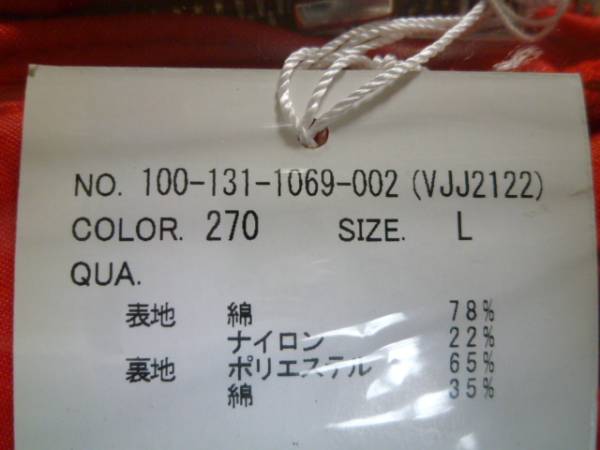 NO. 100-131-1069-002 (VJJ2122)
COLOR. 270 SIZE. L
QUA.
表地 綿 78%
ナイロン 22%
裏地 ポリエステル 65%
綿 35%